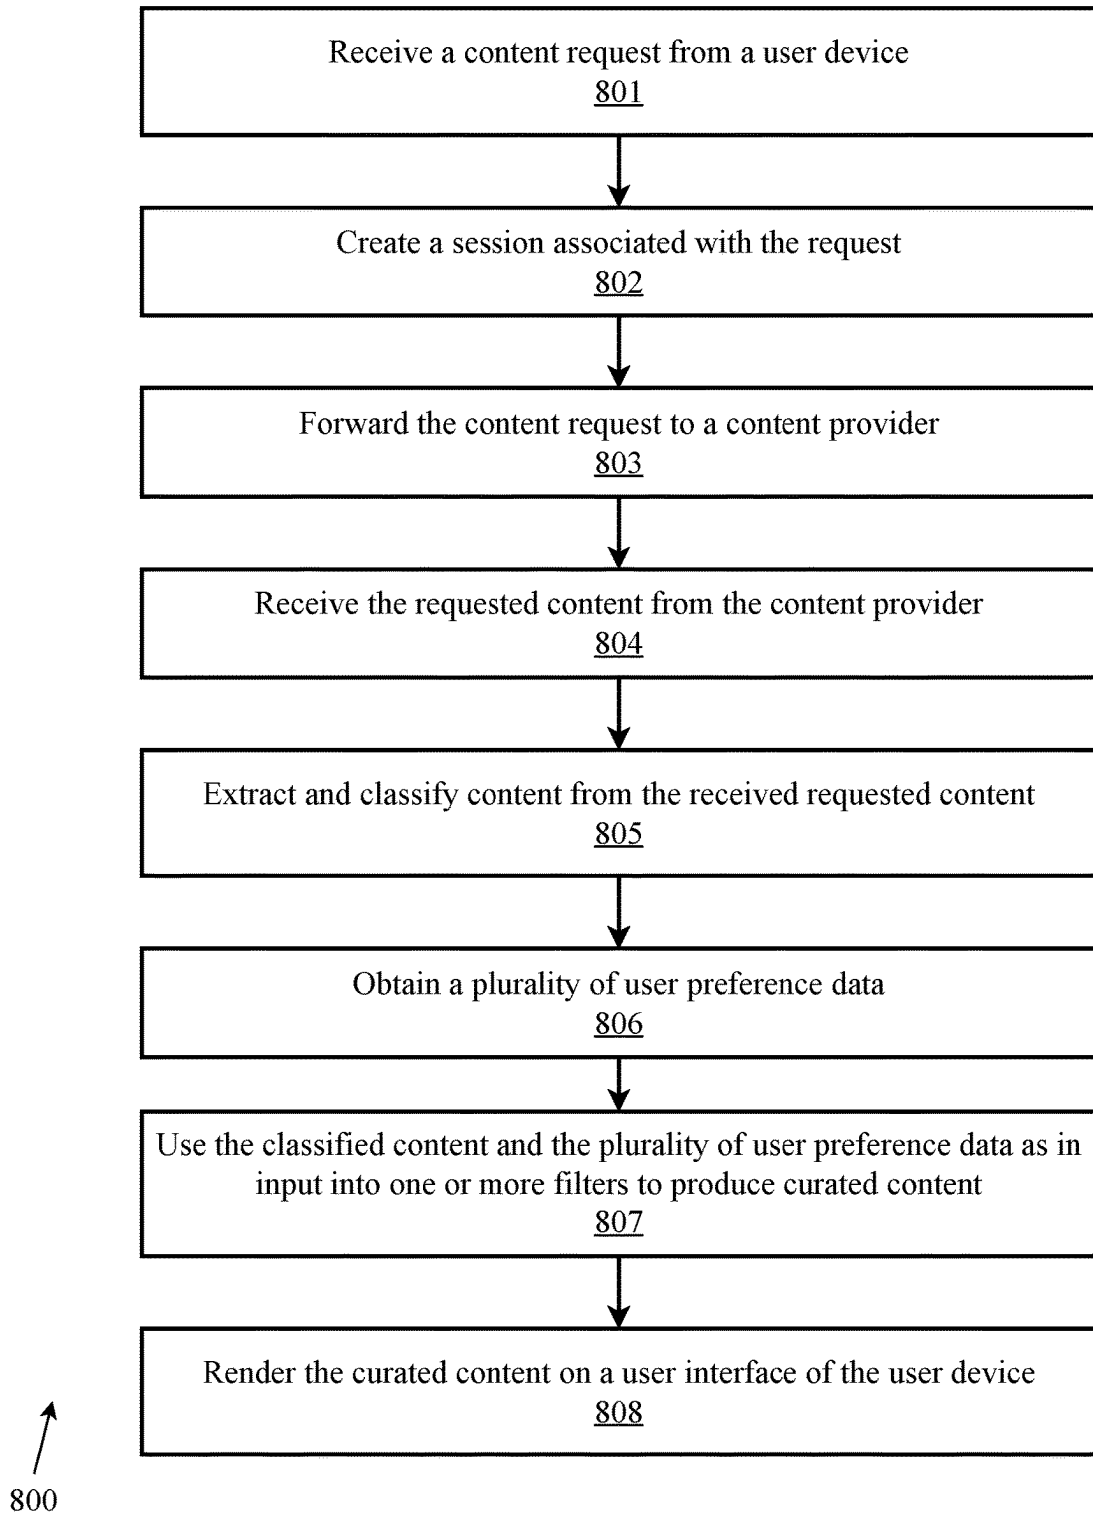 Receive a content request from a user device
801
Create a session associated with the request
802
Forward the content request to a content provider
803
Receive the requested content from the content provider
804
Extract and classify content from the received requested content
805
Obtain a plurality of user preference data
806
Use the classified content and the plurality of user preference data as in
input into one or more filters to produce curated content
807
Render the curated content on a user interface of the user device
808
800